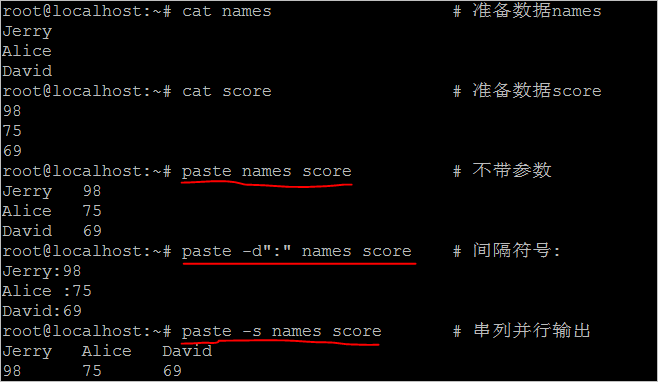 root@localhost:~# cat names # 准备数据names
Jerry
Alice
David
root@localhost:~# cat score # 准备数据score
98
75
69
root@localhost:~# paste names score # 不带参数
Jerry 98
Alice 75
David 69
root@localhost:~# paste -d":" names score # 间隔符号:
Jerry:98
Alice :75
David:69
root@localhost:~# paste -s names score # 串列并行输出
Jerry Alice David
98 75 69